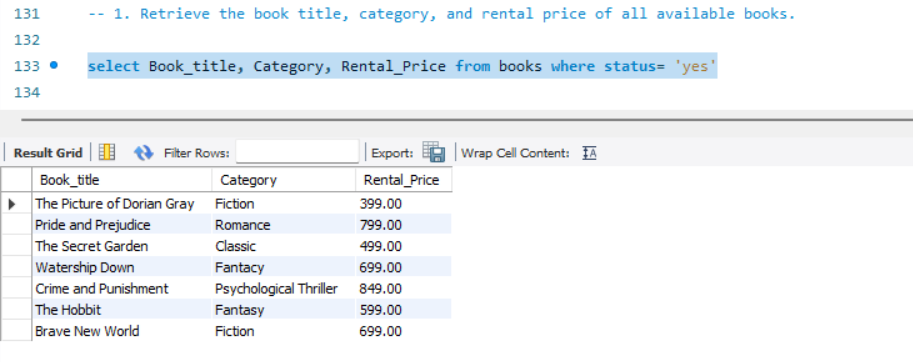 131 -- 1. Retrieve the book title, category, and rental price of all available books.
132
133 select Book_title, Category, Rental_Price from books where status= 'yes'
134
Result Grid Filter Rows: Export: Wrap Cell Content: IA
Book_title Category Rental_Price
The Picture of Dorian Gray Fiction 399.00
Pride and Prejudice Romance 799.00
The Secret Garden Classic 499.00
Watership Down Fantacy 699.00
Crime and Punishment Psychological Thriller 849.00
The Hobbit Fantasy 599.00
Brave New World Fiction 699.00